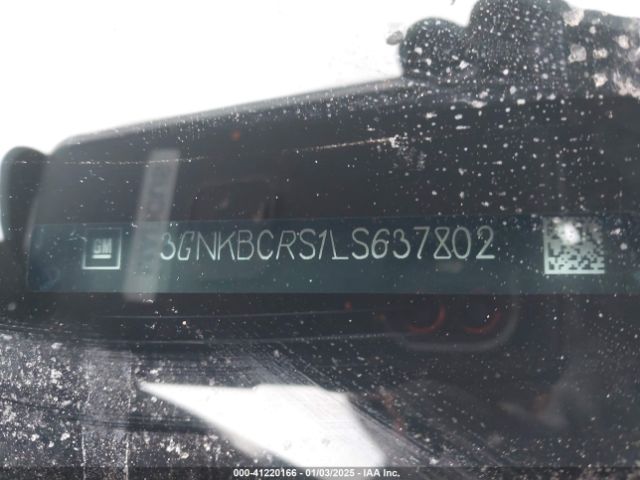 GM
3GNKBCRS1LS637802
000-41220166 - 01/03/2025 - IAA Inc.